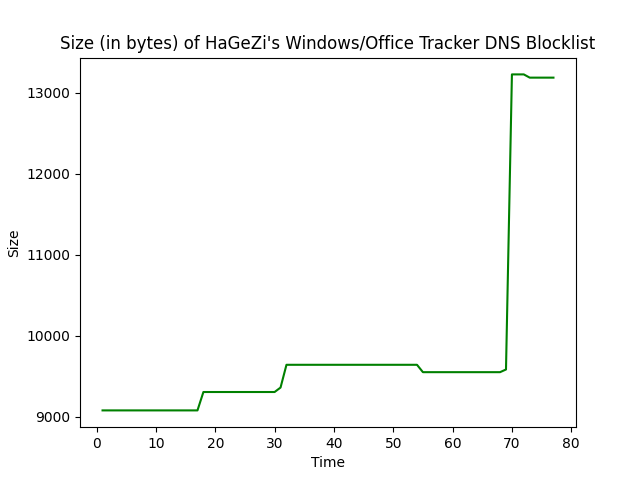 Size (in bytes) of HaGeZi's Windows/Office Tracker DNS Blocklist
13000
12000
11000
10000
9000
Size
0 10 20 30 40 50 60 70 80
Time